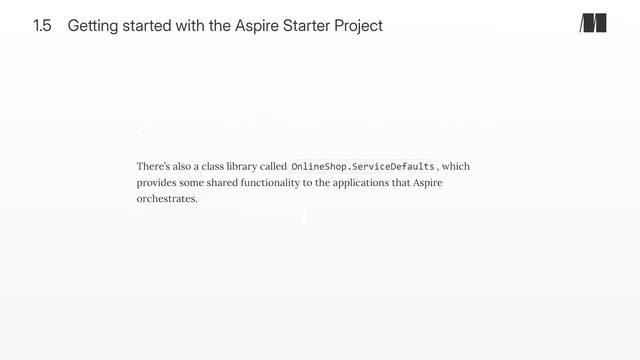 1.5 Getting started with the Aspire Starter Project
There's also a class library called OnlineShop.ServiceDefaults, which
provides some shared functionality to the applications that Aspire
orchestrates.